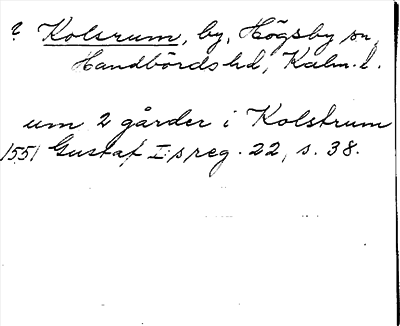 ? Kolsrum, by, Högsby sn,
Handbörds hd, Kalm. l.
um 2 gårder i Kolstrum
1551 Gustaf I:s reg. 22, s. 38.